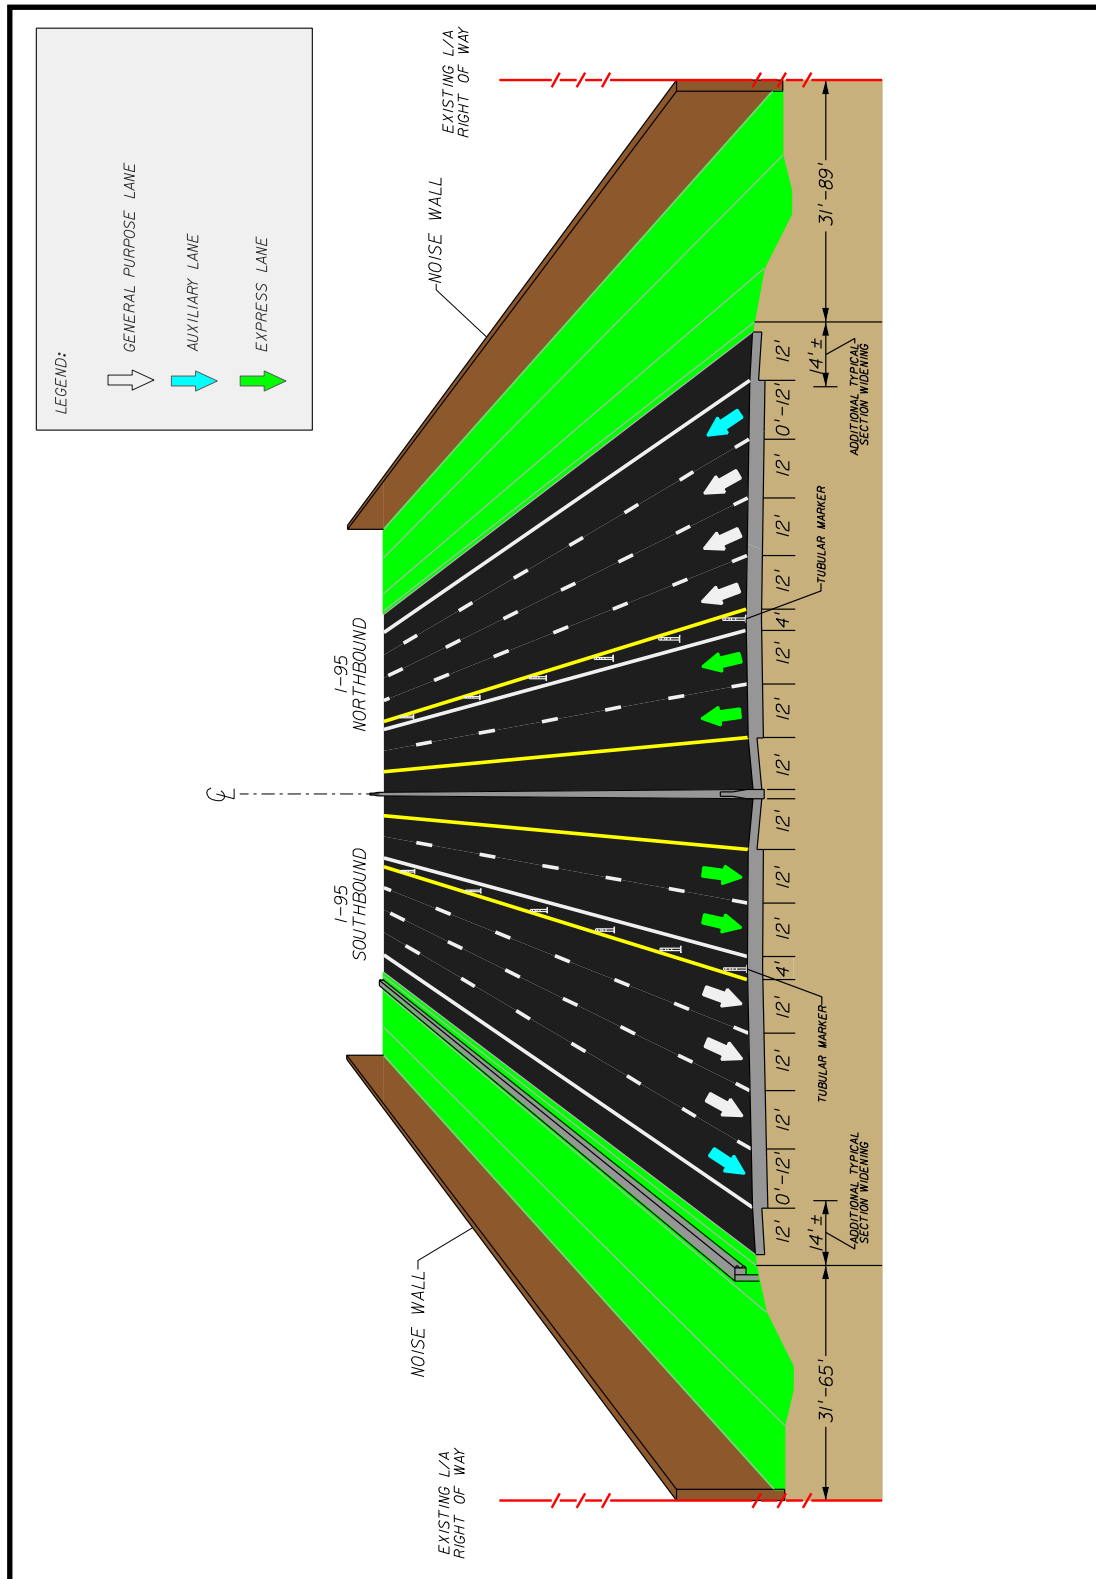 LEGEND:
GENERAL PURPOSE LANE
AUXILIARY LANE
EXPRESS LANE
EXISTING L/A
RIGHT OF WAY
EXISTING L/A
RIGHT OF WAY
NOISE WALL
NOISE WALL
℄
I-95
SOUTHBOUND
I-95
NORTHBOUND
12'
0'-12'
12'
12'
12'
4'
12'
12'
12'
12'
12'
12'
4'
12'
12'
12'
0'-12'
12'
31'-65'
14' ±
14' ±
31'-89'
TUBULAR MARKER
TUBULAR MARKER
ADDITIONAL TYPICAL
SECTION WIDENING
ADDITIONAL TYPICAL
SECTION WIDENING